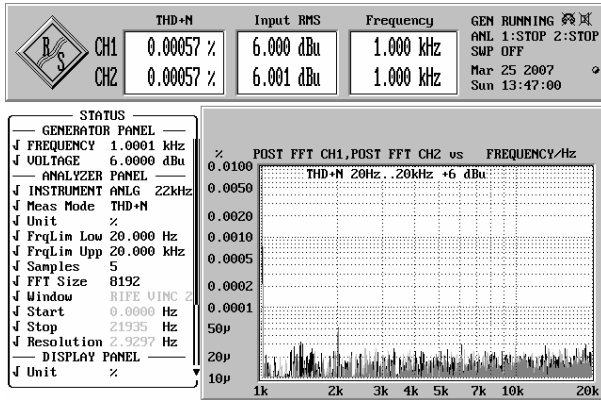 THD+N Input RMS Frequency
GEN RUNNING
R&S CH1 0.00057 % 6.000 dBu 1.000 kHz
ANL 1:STOP 2:STOP
SWP OFF
CH2 0.00057 % 6.001 dBu 1.000 kHz
Mar 25 2007
Sun 13:47:00
STATUS
GENERATOR PANEL
FREQUENCY 1.0001 kHz
VOLTAGE 6.0000 dBu
ANALYZER PANEL
INSTRUMENT ANLG 22kHz
Meas Mode THD+N
Unit %
FrqLim Low 20.000 Hz
FrqLim Upp 20.000 kHz
Samples 5
FFT Size 8192
Window RIFE VINC 2
Start 0.0000 Hz
Stop 21935 Hz
Resolution 2.9297 Hz
DISPLAY PANEL
Unit %
% POST FFT CH1,POST FFT CH2 vs FREQUENCY/Hz
THD+N 20Hz..20kHz +6 dBu
0.0100
0.0050
0.0020
0.0010
0.0005
0.0002
0.0001
50µ
20µ
10µ
1k 2k 3k 4k 5k 7k 10k 20k